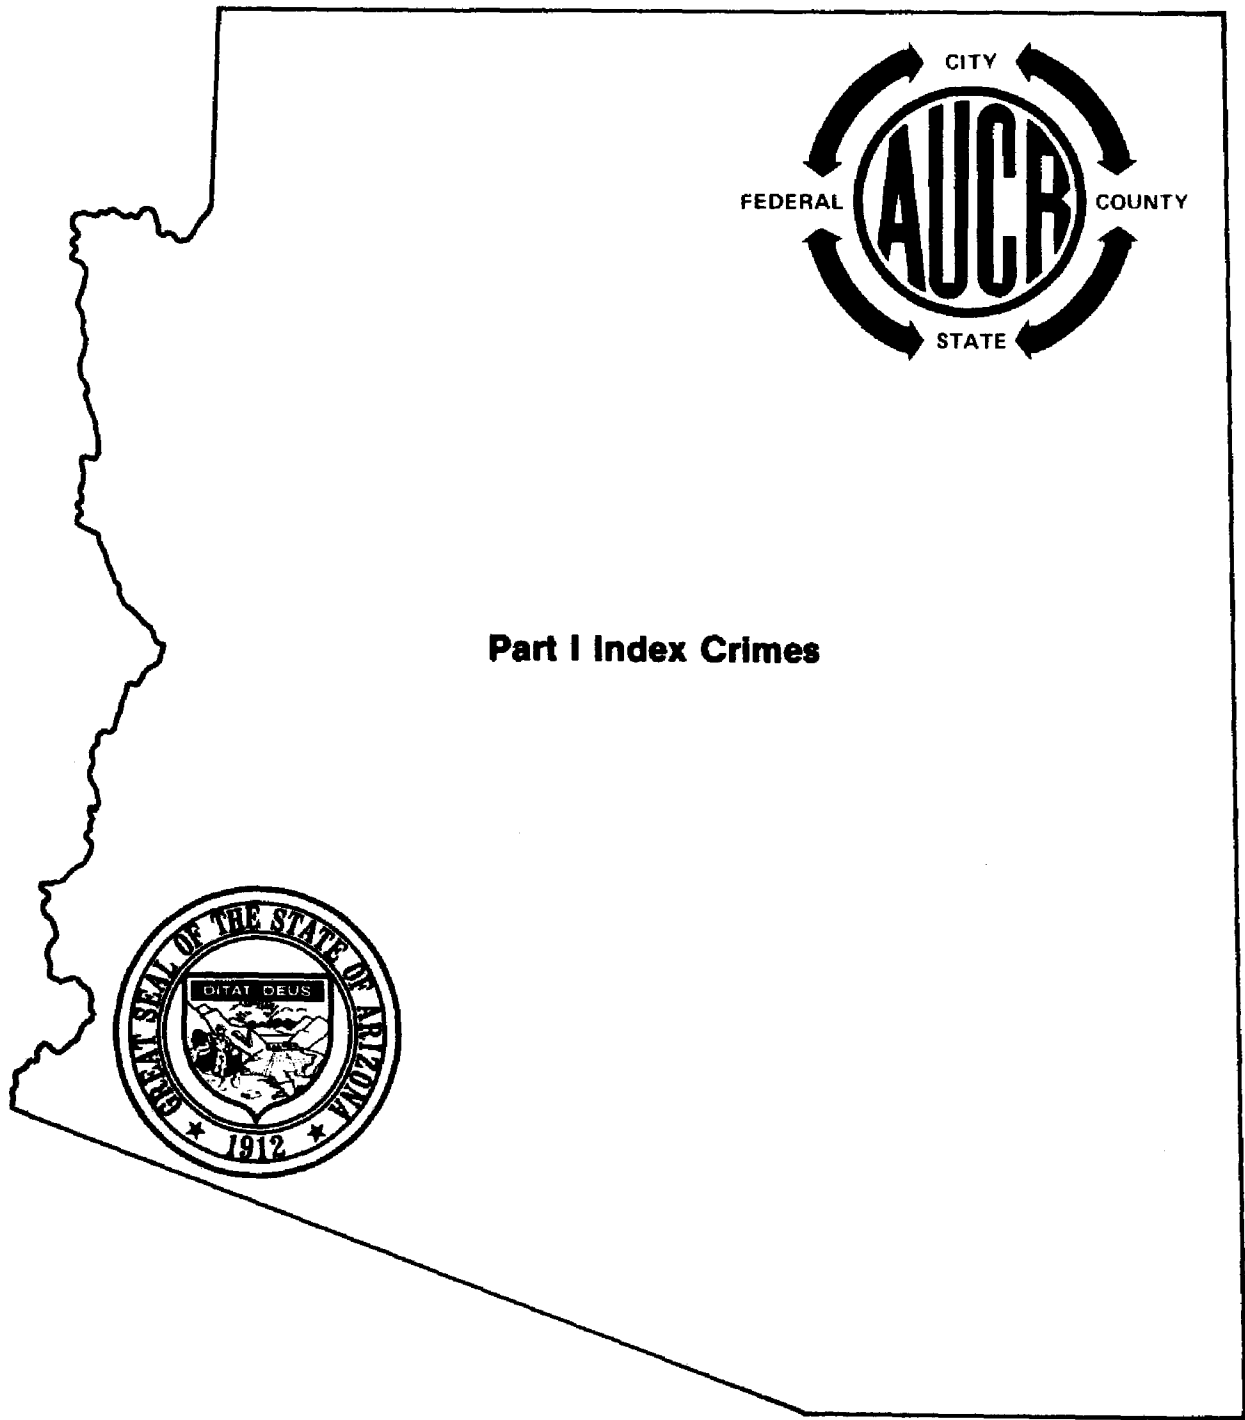 CITY
FEDERAL
AUCR
COUNTY
STATE
Part I Index Crimes
GREAT SEAL OF THE STATE OF ARIZONA
DITAT DEUS
★ 1912 ★